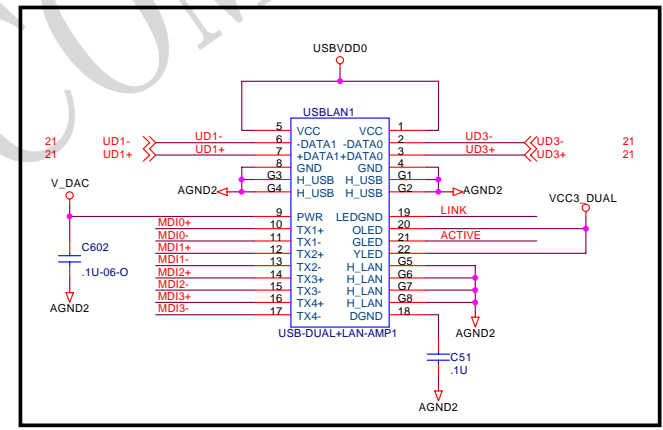 USBVDD0
USBLAN1
5 VCC VCC 1
21 UD1- UD1- 6 -DATA1 -DATA0 2 UD3- UD3- 21
21 UD1+ UD1+ 7 +DATA1 +DATA0 3 UD3+ UD3+ 21
8 GND GND 4
G3 H_USB H_USB G1
AGND2 G4 H_USB H_USB G2 AGND2
V_DAC VCC3_DUAL
9 PWR LEDGND 19 LINK
MDI0+ 10 TX1+ OLED 20
MDI0- 11 TX1- GLED 21 ACTIVE
MDI1+ 12 TX2+ YLED 22
C602 MDI1- 13 TX2- H_LAN G5
MDI2+ 14 TX3+ H_LAN G6
.1U-06-O MDI2- 15 TX3- H_LAN G7
MDI3+ 16 TX4+ H_LAN G8
AGND2 MDI3- 17 TX4- DGND 18
USB-DUAL+LAN-AMP1 AGND2
C51
.1U
AGND2